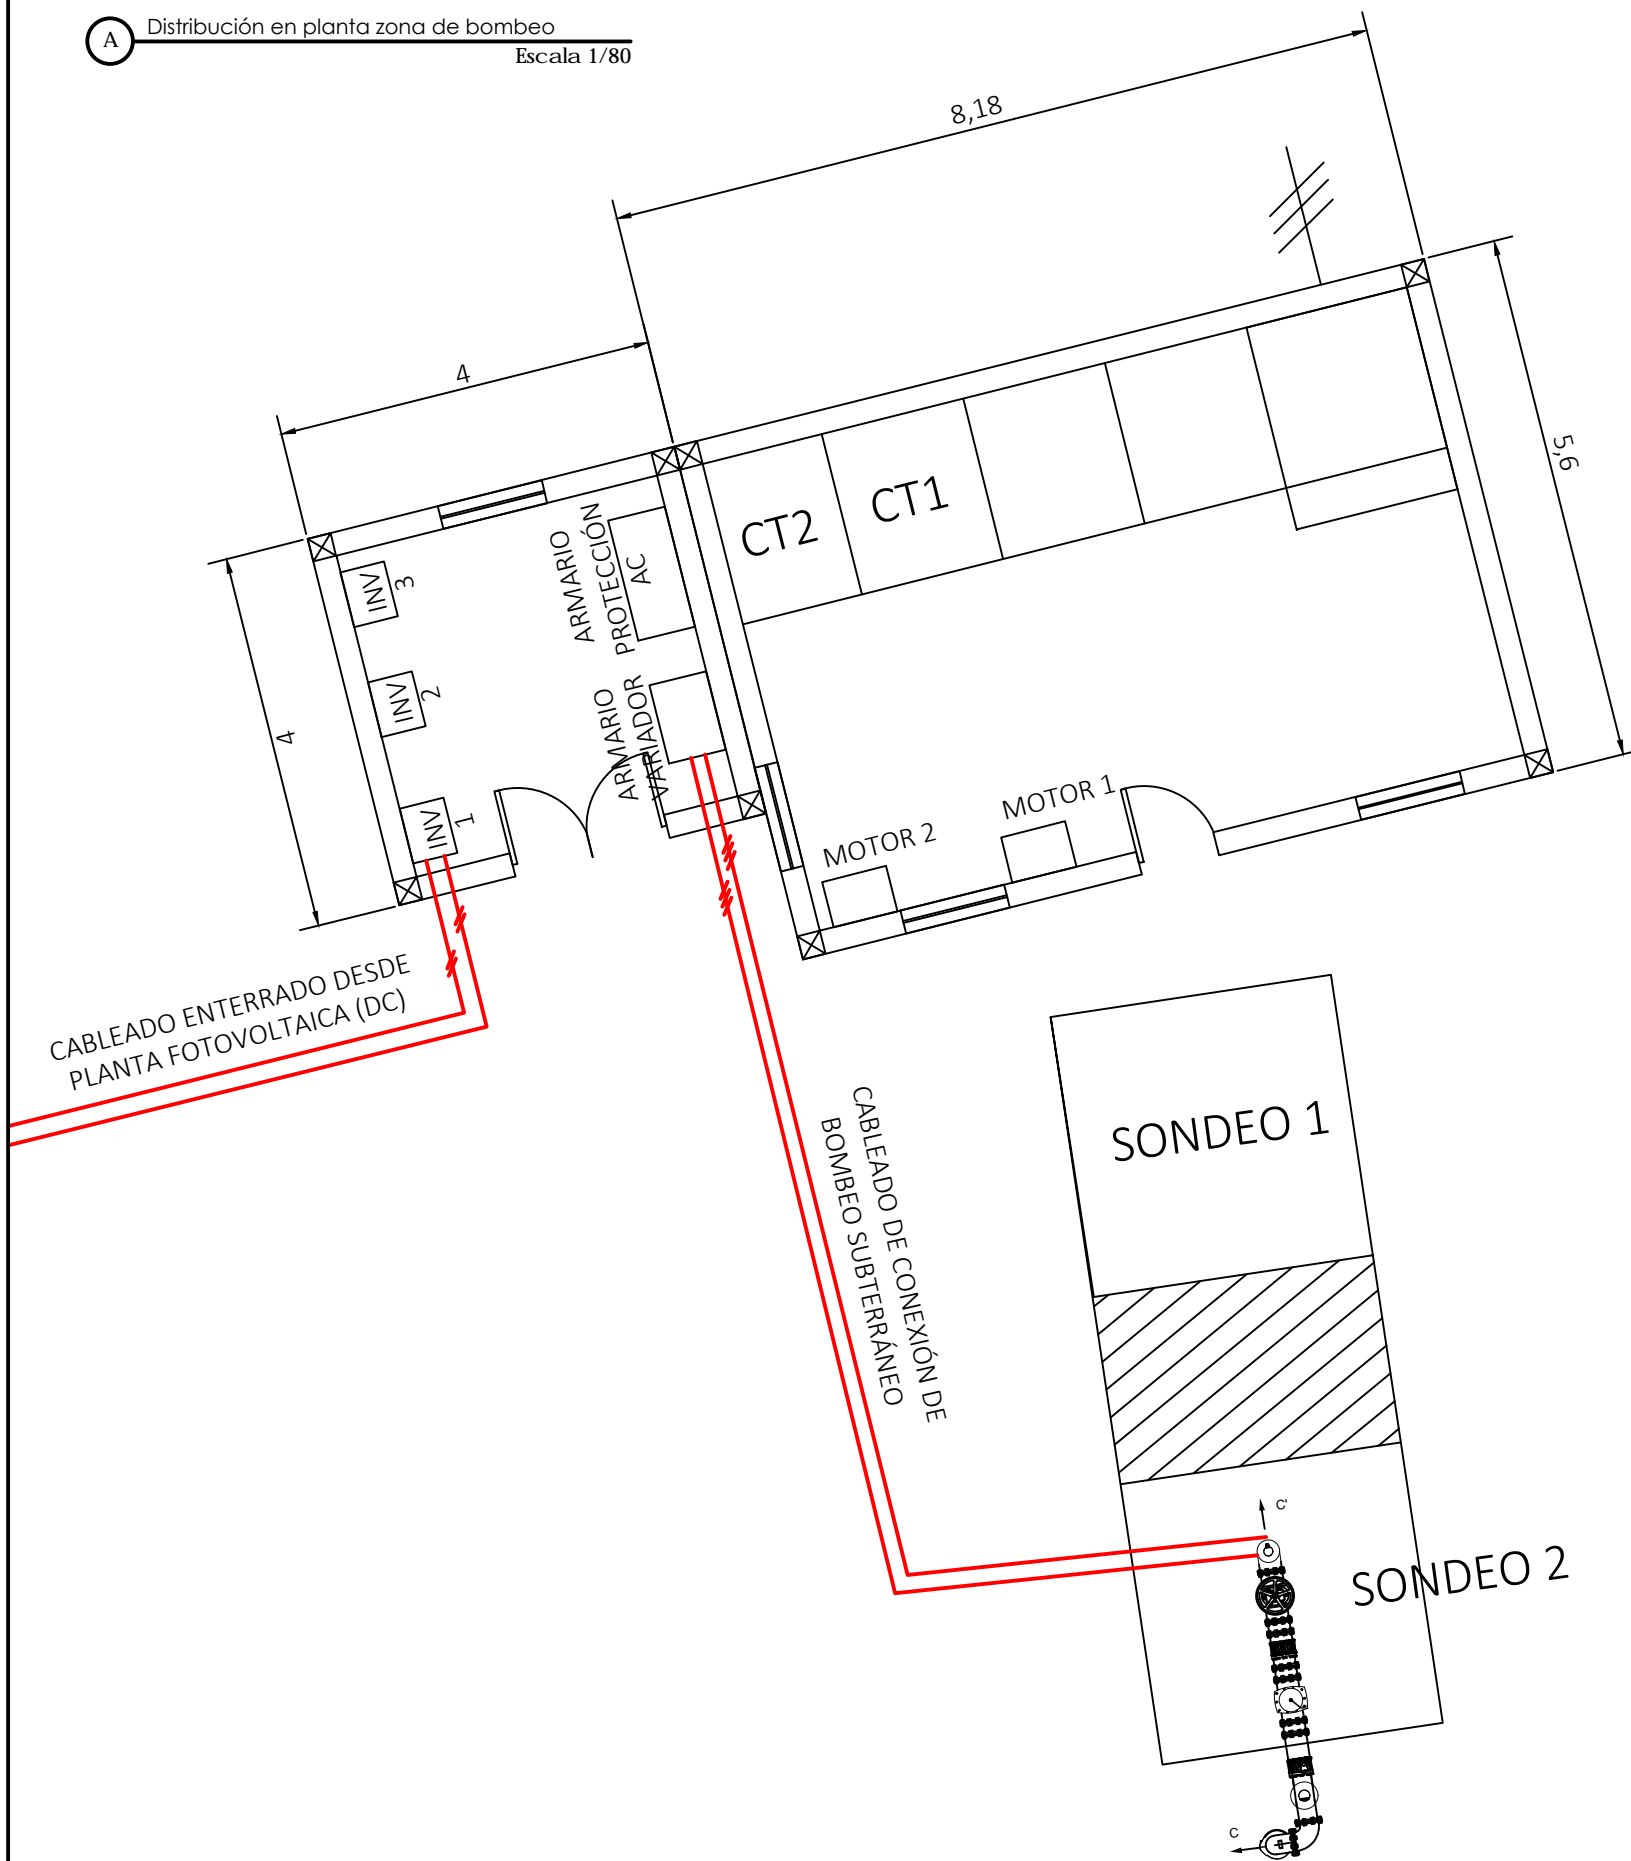 A
Distribución en planta zona de bombeo
Escala 1/80
8,18
4
5,6
4
CT2
CT1
ARMARIO
PROTECCIÓN
AC
INV
3
INV
2
INV
1
ARMARIO
VARIADOR
MOTOR 2
MOTOR 1
CABLEADO ENTERRADO DESDE
PLANTA FOTOVOLTAICA (DC)
CABLEADO DE CONEXIÓN DE
BOMBEO SUBTERRÁNEO
SONDEO 1
C'
SONDEO 2
C